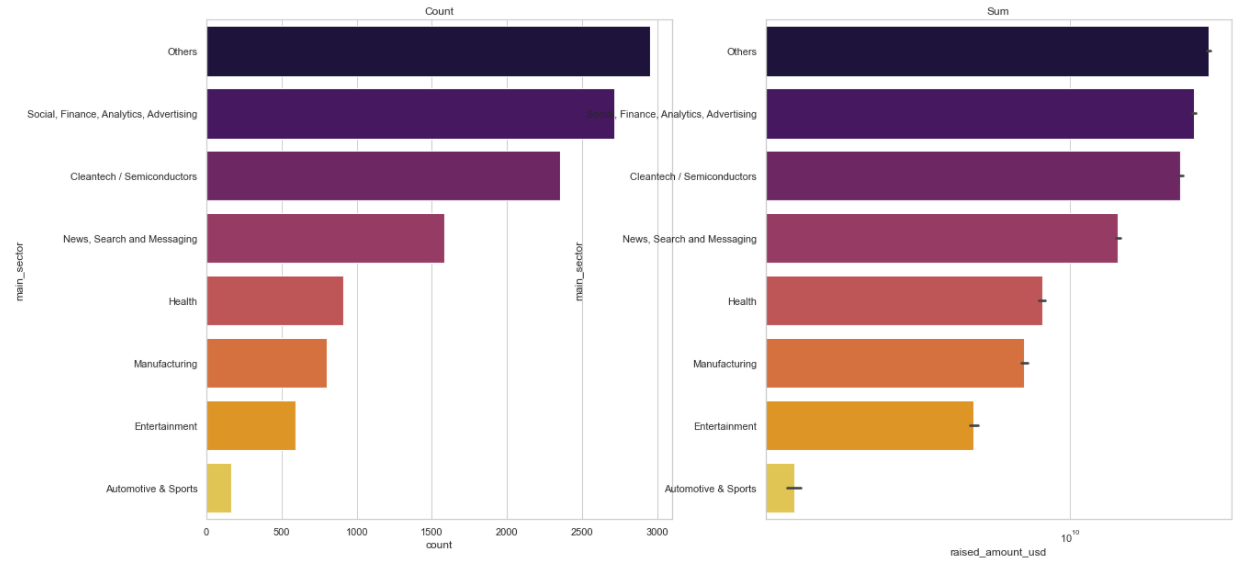 Count
Others
Social, Finance, Analytics, Advertising
Cleantech / Semiconductors
News, Search and Messaging
Health
Manufacturing
Entertainment
Automotive & Sports
main_sector
0 500 1000 1500 2000 2500 3000
count
Sum
Others
Social, Finance, Analytics, Advertising
Cleantech / Semiconductors
News, Search and Messaging
Health
Manufacturing
Entertainment
Automotive & Sports
main_sector
10¹⁰
raised_amount_usd